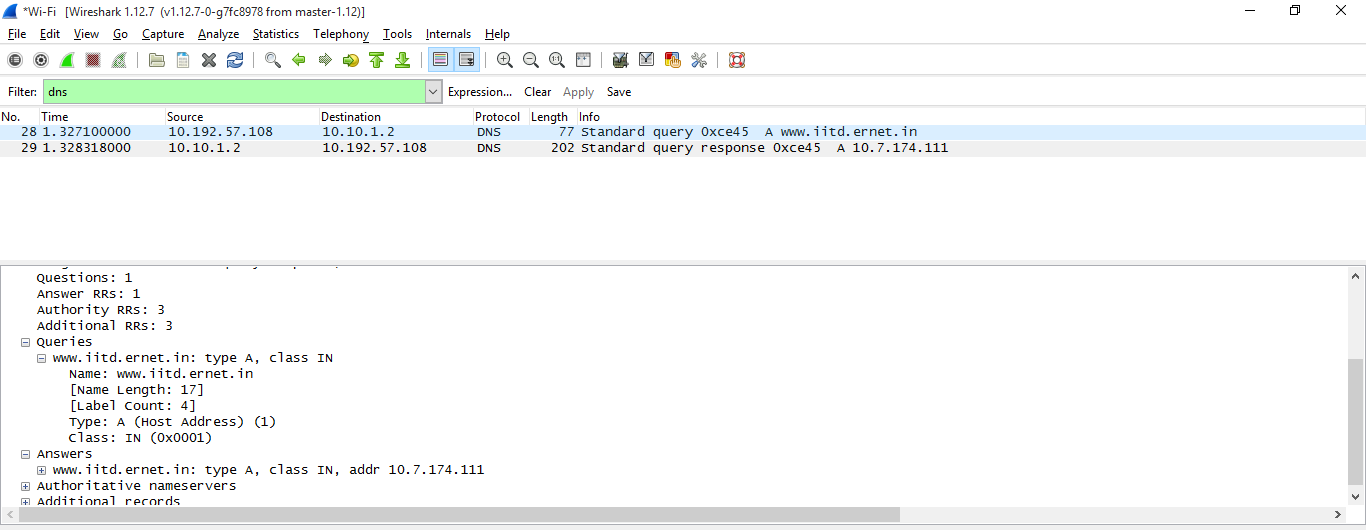 *Wi-Fi [Wireshark 1.12.7 (v1.12.7-0-g7fc8978 from master-1.12)]
File Edit View Go Capture Analyze Statistics Telephony Tools Internals Help
Filter: dns Expression... Clear Apply Save
No. Time Source Destination Protocol Length Info
28 1.327100000 10.192.57.108 10.10.1.2 DNS 77 Standard query 0xce45 A www.iitd.ernet.in
29 1.328318000 10.10.1.2 10.192.57.108 DNS 202 Standard query response 0xce45 A 10.7.174.111
Questions: 1
Answer RRs: 1
Authority RRs: 3
Additional RRs: 3
Queries
www.iitd.ernet.in: type A, class IN
Name: www.iitd.ernet.in
[Name Length: 17]
[Label Count: 4]
Type: A (Host Address) (1)
Class: IN (0x0001)
Answers
www.iitd.ernet.in: type A, class IN, addr 10.7.174.111
Authoritative nameservers
Additional records